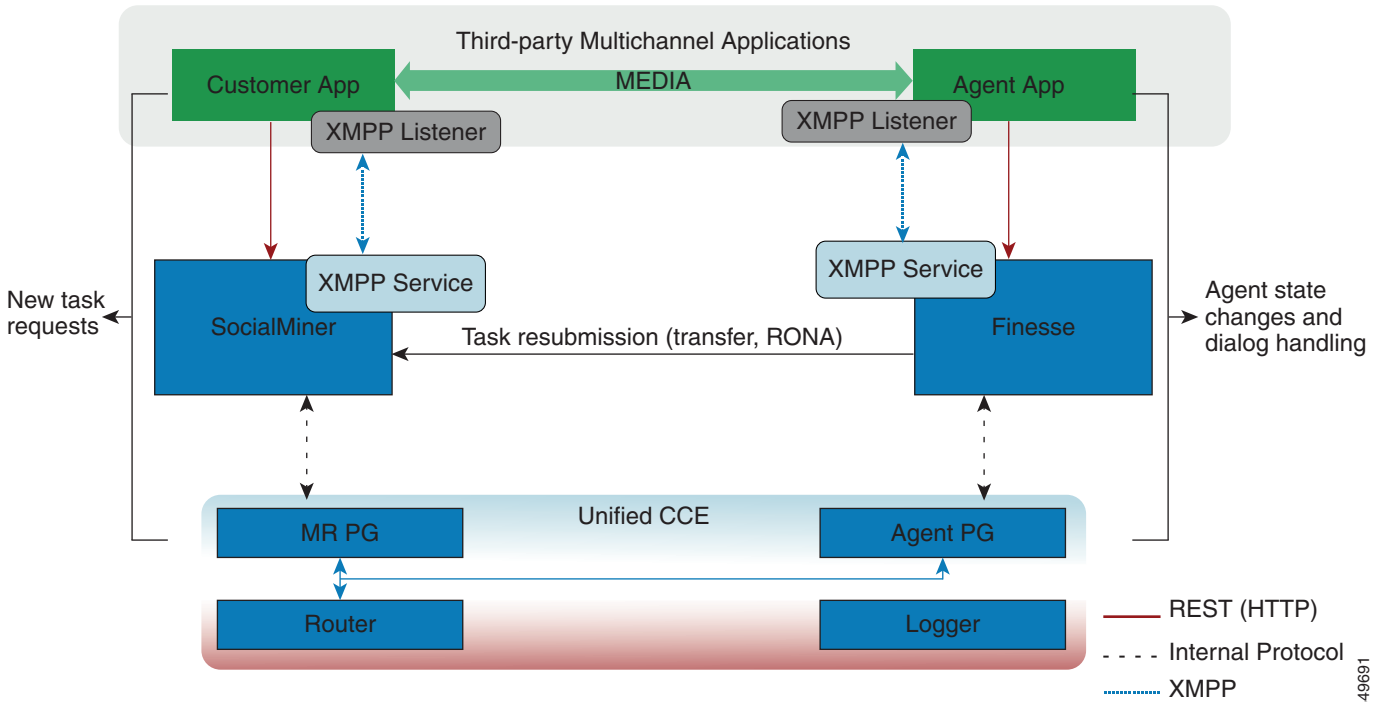 Third-party Multichannel Applications
Customer App
MEDIA
Agent App
XMPP Listener
XMPP Listener
XMPP Service
XMPP Service
New task
requests
SocialMiner
Task resubmission (transfer, RONA)
Finesse
Agent state
changes and
dialog handling
Unified CCE
MR PG
Agent PG
Router
Logger
REST (HTTP)
Internal Protocol
XMPP
49691